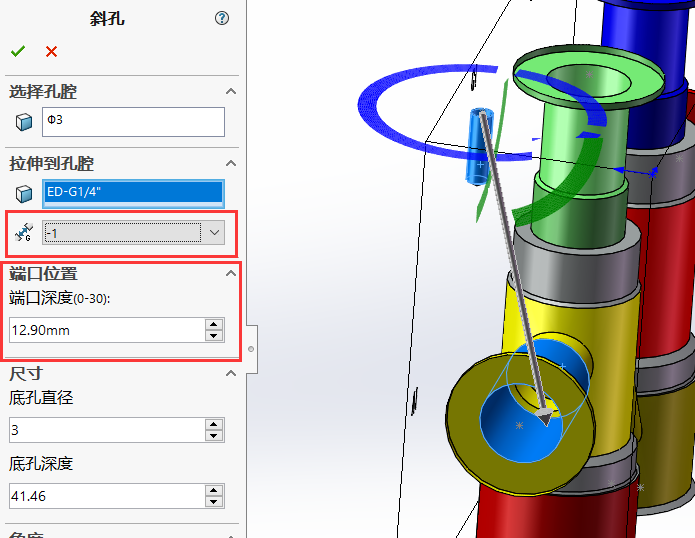 斜孔
选择孔腔
Φ3
拉伸到孔腔
ED-G1/4"
G
-1
端口位置
端口深度(0-30):
12.90mm
尺寸
底孔直径
3
底孔深度
41.46